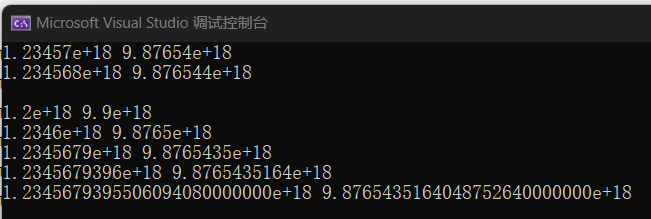 Microsoft Visual Studio 调试控制台
1.23457e+18 9.87654e+18
1.234568e+18 9.876544e+18
1.2e+18 9.9e+18
1.2346e+18 9.8765e+18
1.2345679e+18 9.8765435e+18
1.2345679396e+18 9.8765435164e+18
1.2345679395506094080000000e+18 9.8765435164048752640000000e+18